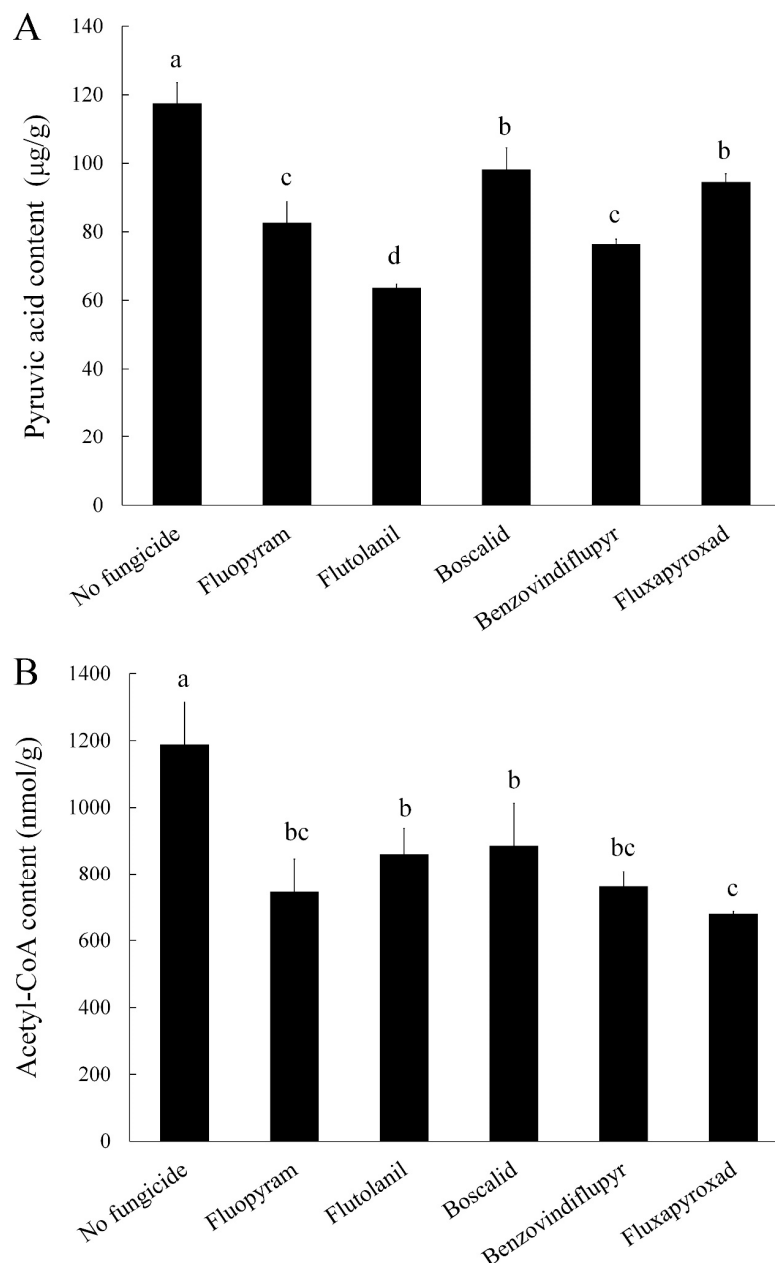 A
Pyruvic acid content (μg/g)
140
120
100
80
60
40
20
0
a
c
d
b
c
b
No fungicide
Fluopyram
Flutolanil
Boscalid
Benzovindiflupyr
Fluxapyroxad
B
Acetyl-CoA content (nmol/g)
1400
1200
1000
800
600
400
200
0
a
bc
b
b
bc
c
No fungicide
Fluopyram
Flutolanil
Boscalid
Benzovindiflupyr
Fluxapyroxad